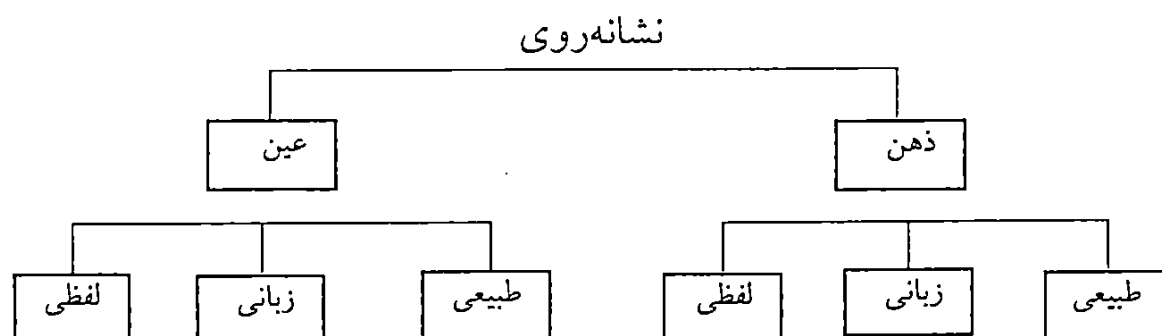 نشانه‌روی
ذهن
عین
طبیعی
زبانی
لفظی
طبیعی
زبانی
لفظی